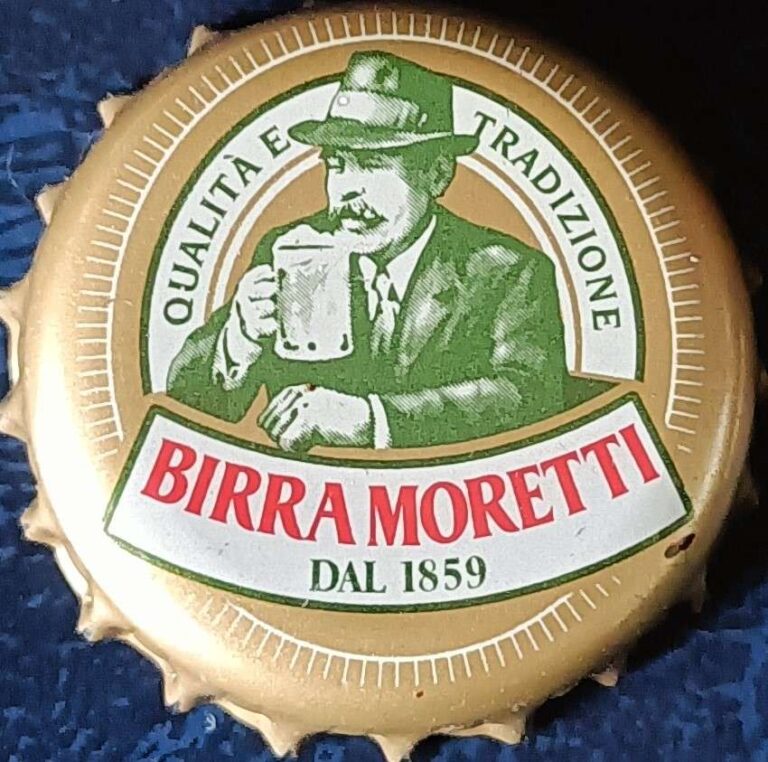 QUALITÀ E TRADIZIONE
BIRRA MORETTI
DAL 1859